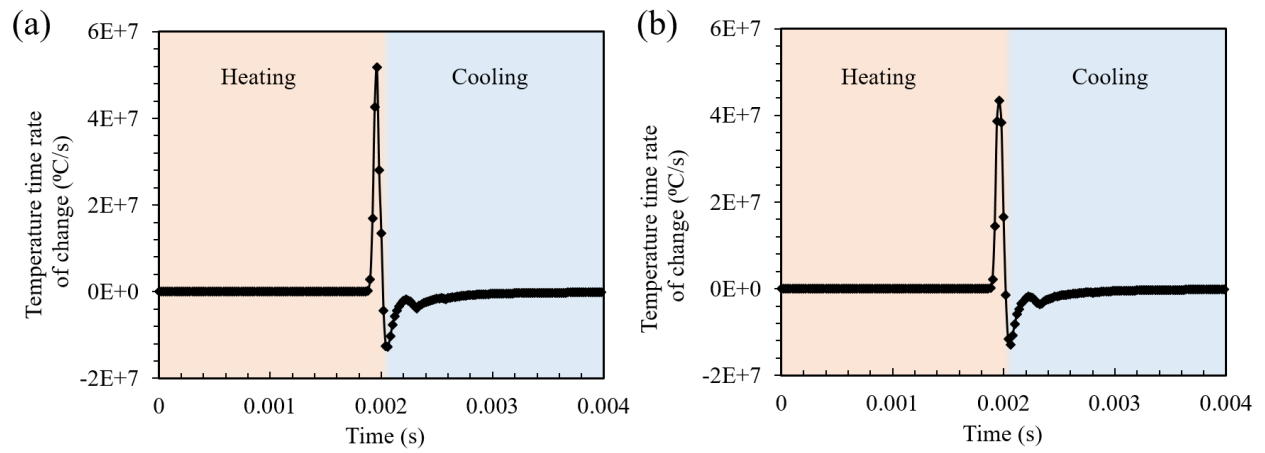 (a)
6E+7
4E+7
2E+7
0E+0
-2E+7
Heating
Cooling
Temperature time rate
of change (ºC/s)
0 0.001 0.002 0.003 0.004
Time (s)
(b)
6E+7
4E+7
2E+7
0E+0
-2E+7
Heating
Cooling
Temperature time rate
of change (ºC/s)
0 0.001 0.002 0.003 0.004
Time (s)